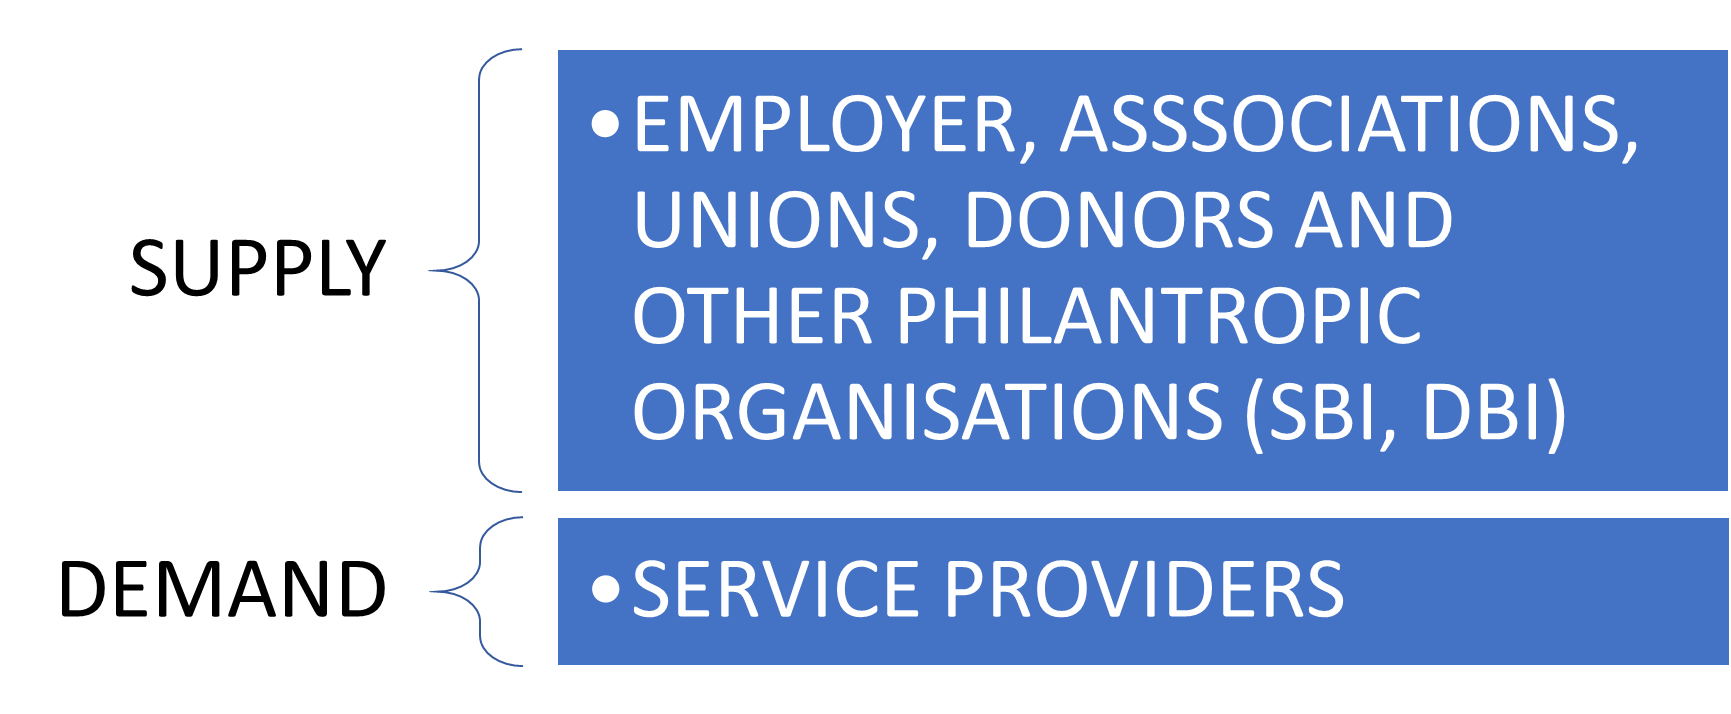 SUPPLY
•EMPLOYER, ASSSOCIATIONS,
UNIONS, DONORS AND
OTHER PHILANTROPIC
ORGANISATIONS (SBI, DBI)
DEMAND
•SERVICE PROVIDERS